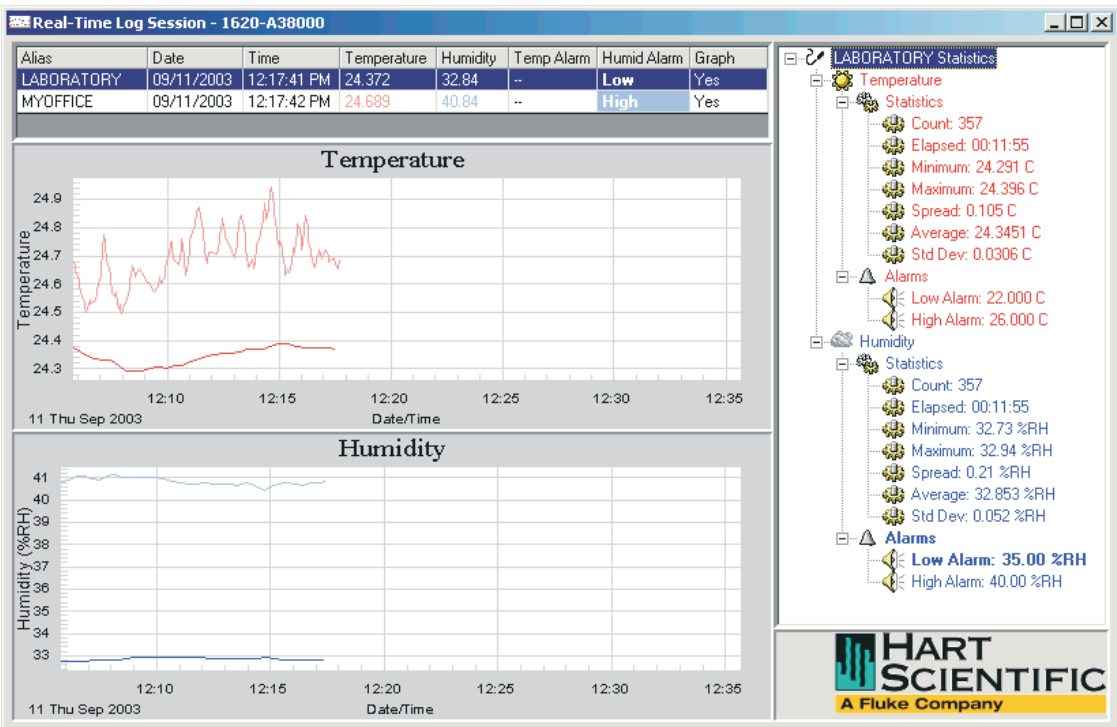 Real-Time Log Session - 1620-A38000
Alias Date Time Temperature Humidity Temp Alarm Humid Alarm Graph
LABORATORY 09/11/2003 12:17:41 PM 24.372 32.84 -- Low Yes
MYOFFICE 09/11/2003 12:17:42 PM 24.689 40.84 -- High Yes
Temperature
Temperature
24.9
24.8
24.7
24.6
24.5
24.4
24.3
12:10 12:15 12:20 12:25 12:30 12:35
11 Thu Sep 2003 Date/Time
Humidity
Humidity (%RH)
41
40
39
38
37
36
35
34
33
12:10 12:15 12:20 12:25 12:30 12:35
11 Thu Sep 2003 Date/Time
LABORATORY Statistics
Temperature
Statistics
Count: 357
Elapsed: 00:11:55
Minimum: 24.291 C
Maximum: 24.396 C
Spread: 0.105 C
Average: 24.3451 C
Std Dev: 0.0306 C
Alarms
Low Alarm: 22.000 C
High Alarm: 26.000 C
Humidity
Statistics
Count: 357
Elapsed: 00:11:55
Minimum: 32.73 %RH
Maximum: 32.94 %RH
Spread: 0.21 %RH
Average: 32.853 %RH
Std Dev: 0.052 %RH
Alarms
Low Alarm: 35.00 %RH
High Alarm: 40.00 %RH
HART
SCIENTIFIC
A Fluke Company